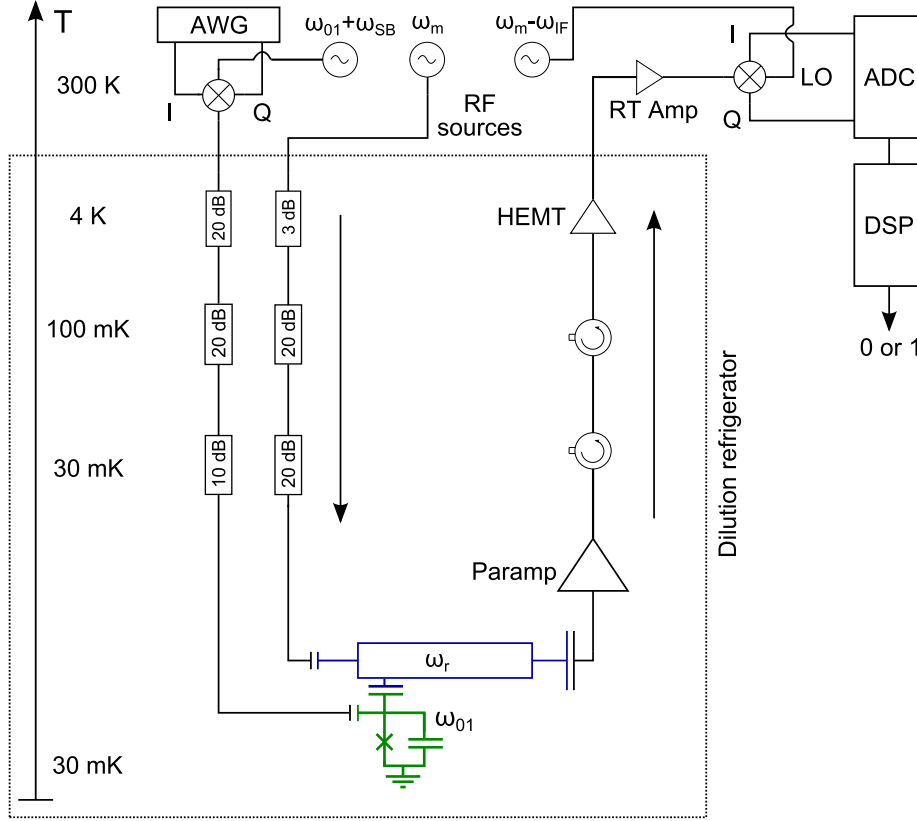 T
AWG
ω01+ωSB
ωm
ωm-ωIF
I
Q
RF
sources
RT Amp
I
Q
LO
ADC
DSP
0 or 1
300 K
4 K
100 mK
30 mK
30 mK
20 dB
3 dB
20 dB
20 dB
10 dB
20 dB
HEMT
Paramp
Dilution refrigerator
ωr
ω01